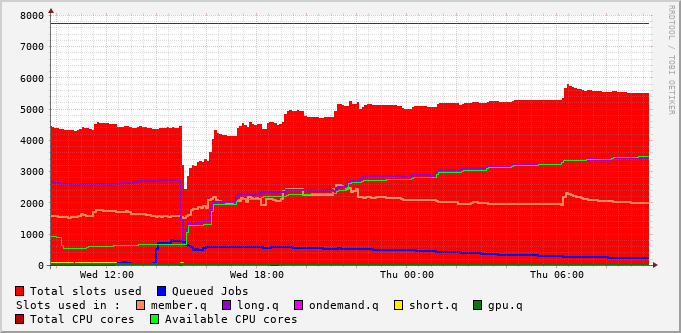 RRDTOOL / TOBI OETIKER
8000
7000
6000
5000
4000
3000
2000
1000
0
Wed 12:00 Wed 18:00 Thu 00:00 Thu 06:00
Total slots used Queued Jobs
Slots used in : member.q long.q ondemand.q short.q gpu.q
Total CPU cores Available CPU cores